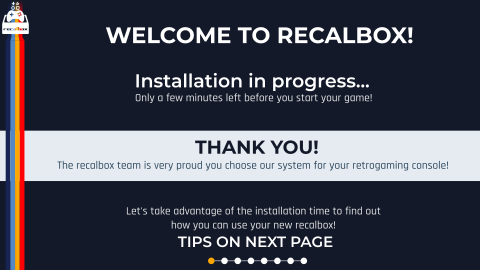 recalbox
WELCOME TO RECALBOX!
Installation in progress...
Only a few minutes left before you start your game!
THANK YOU!
The recalbox team is very proud you choose our system for your retrogaming console!
Let's take advantage of the installation time to find out
how you can use your new recalbox!
TIPS ON NEXT PAGE